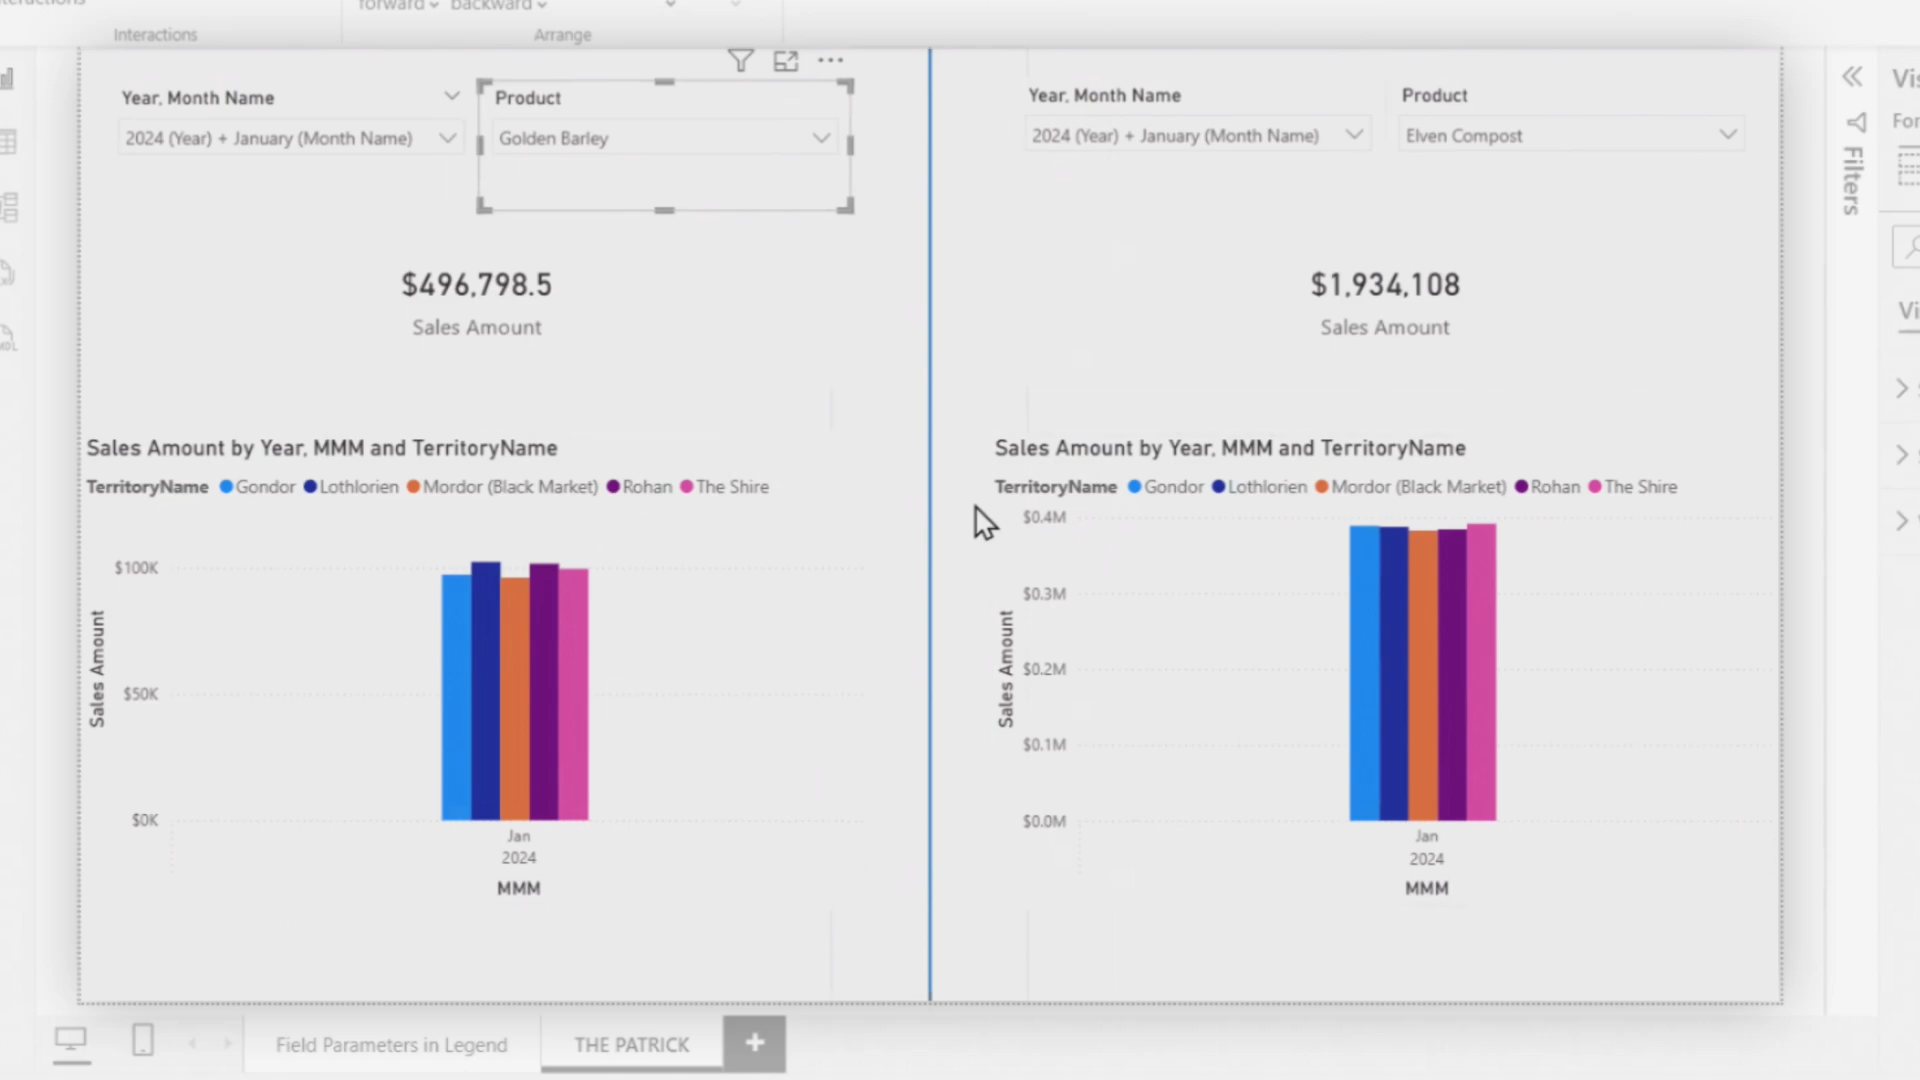 forward backward
Interactions
Arrange
Year, Month Name
2024 (Year) + January (Month Name)
Product
Golden Barley
$496,798.5
Sales Amount
Sales Amount by Year, MMM and TerritoryName
TerritoryName Gondor Lothlorien Mordor (Black Market) Rohan The Shire
$100K
$50K
$0K
Sales Amount
Jan
2024
MMM
Year, Month Name
2024 (Year) + January (Month Name)
Product
Elven Compost
$1,934,108
Sales Amount
Sales Amount by Year, MMM and TerritoryName
TerritoryName Gondor Lothlorien Mordor (Black Market) Rohan The Shire
$0.4M
$0.3M
$0.2M
$0.1M
$0.0M
Sales Amount
Jan
2024
MMM
Filters
Field Parameters in Legend
THE PATRICK